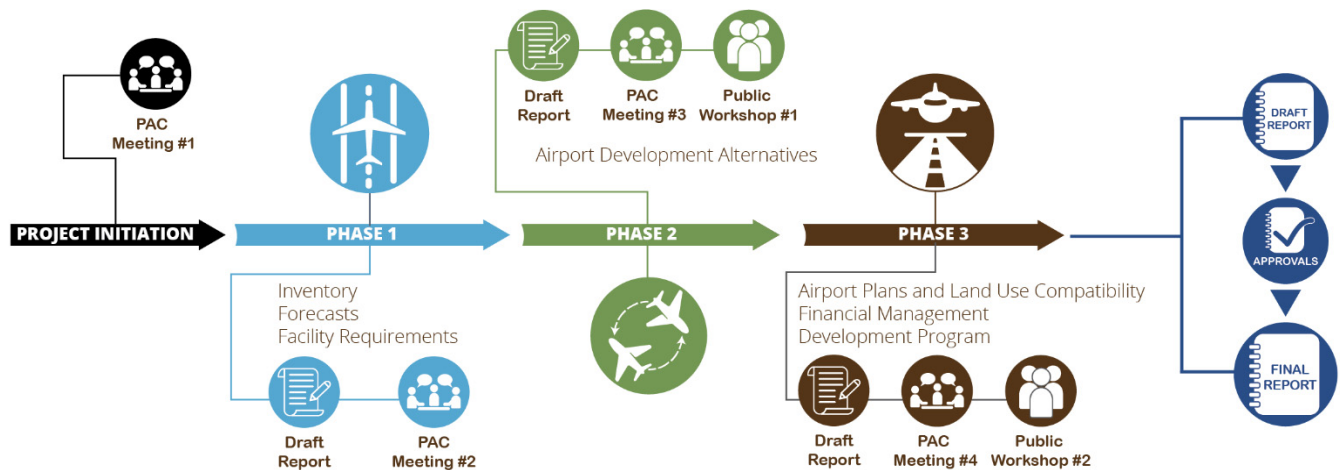 PAC
Meeting #1
PROJECT INITIATION
PHASE 1
Inventory
Forecasts
Facility Requirements
Draft
Report
PAC
Meeting #2
Draft
Report
PAC
Meeting #3
Public
Workshop #1
Airport Development Alternatives
PHASE 2
PHASE 3
Airport Plans and Land Use Compatibility
Financial Management
Development Program
Draft
Report
PAC
Meeting #4
Public
Workshop #2
DRAFT
REPORT
APPROVALS
FINAL
REPORT